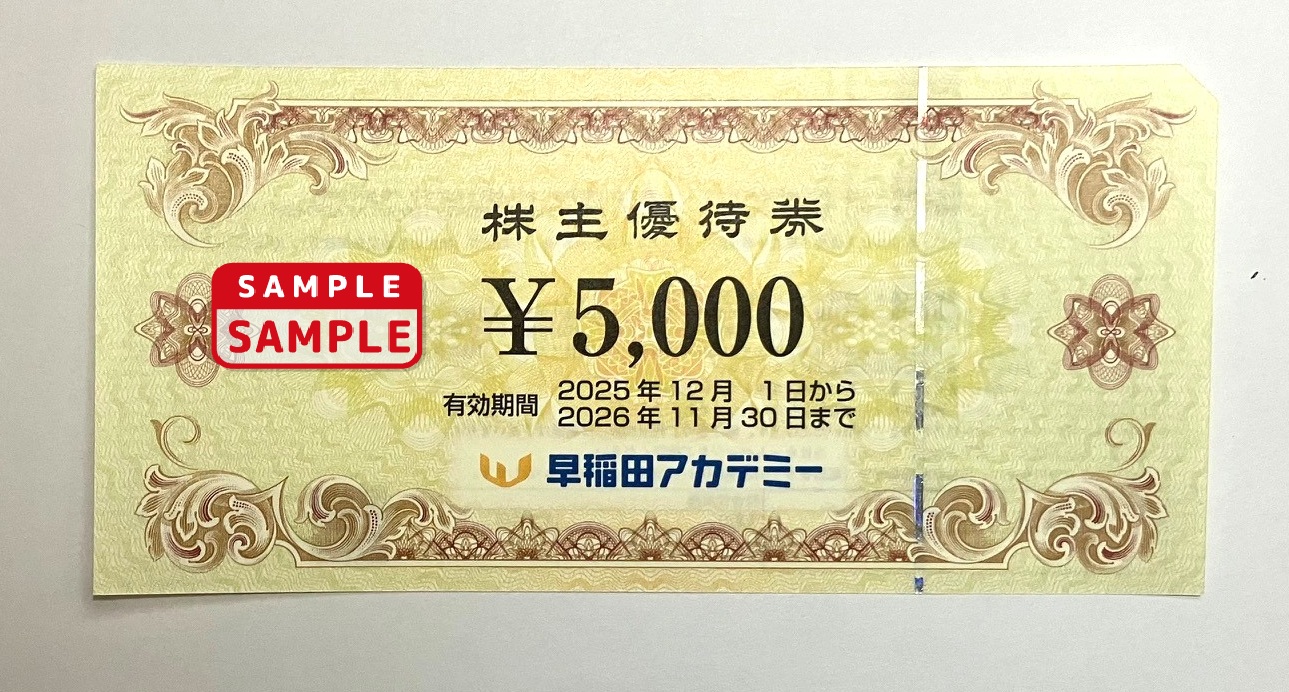 株主優待券
SAMPLE
SAMPLE
¥5,000
有効期間
2025年12月 1日から
2026年11月30日まで
早稲田アカデミー